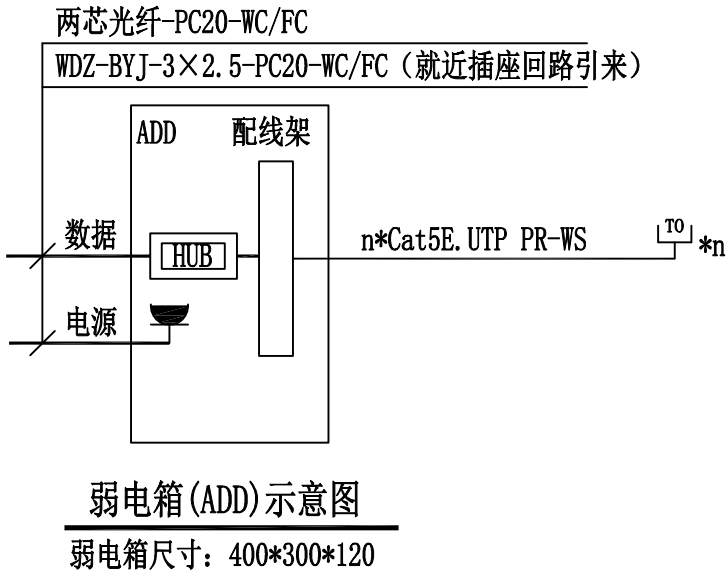 两芯光纤-PC20-WC/FC
WDZ-BYJ-3×2.5-PC20-WC/FC（就近插座回路引来）
ADD
配线架
数据
HUB
n*Cat5E.UTP PR-WS
TO
*n
电源
弱电箱(ADD)示意图
弱电箱尺寸：400*300*120